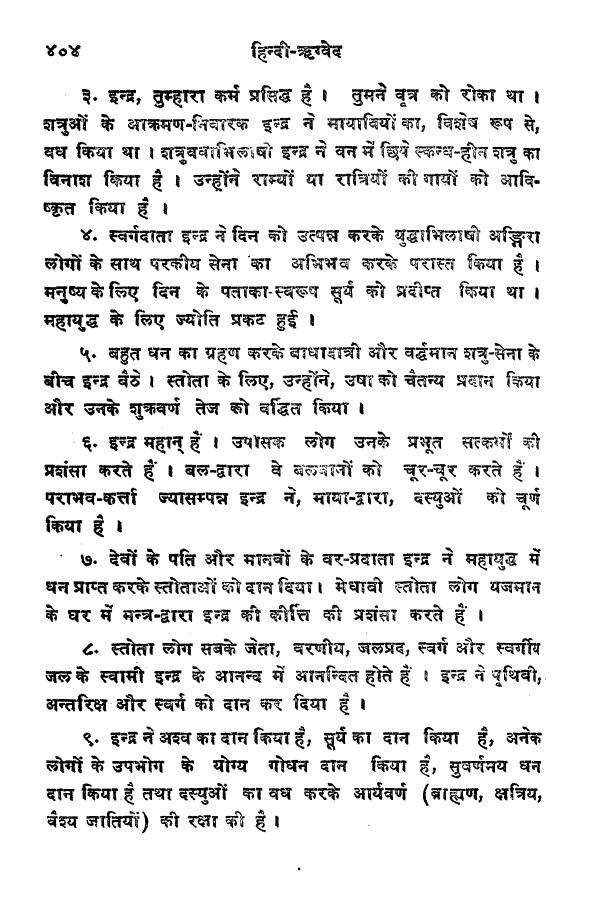 ४०४ हिन्दी-ऋग्वेद
३. इन्द्र, तुम्हारा कर्म प्रसिद्ध है । तुमने वृत्र को रोका था ।
शत्रुओं के आक्रमण-निवारक इन्द्र ने मायावियों का, विशेष रूप से,
वध किया था । शत्रुवधाभिलाषी इन्द्र ने वन में छिपे स्कन्ध-हीन शत्रु का
विनाश किया है । उन्होंने राम्यों या रात्रियों की गायों को आवि-
ष्कृत किया है ।
४. स्वर्गदाता इन्द्र ने दिन को उत्पन्न करके युद्धाभिलाषी अङ्गिरा
लोगों के साथ परकीय सेना का अभिभव करके परास्त किया है ।
मनुष्य के लिए दिन के पताका-स्वरूप सूर्य को प्रदीप्त किया था ।
महायुद्ध के लिए ज्योति प्रकट हुई ।
५. बहुत धन का ग्रहण करके बाधादात्री और वर्द्धमान शत्रु-सेना के
बीच इन्द्र बैठे । स्तोता के लिए, उन्होंने, उषा को चैतन्य प्रदान किया
और उनके शुक्रवर्ण तेज को वर्द्धित किया ।
६. इन्द्र महान् हैं । उपासक लोग उनके प्रभूत सत्कर्मों की
प्रशंसा करते हैं । बल-द्वारा वे बलवानों को चूर-चूर करते हैं ।
पराभव-कर्त्ता ज्यासम्पन्न इन्द्र ने, माया-द्वारा, दस्युओं को चूर्ण
किया है ।
७. देवों के पति और मानवों के वर-प्रदाता इन्द्र ने महायुद्ध में
धन प्राप्त करके स्तोताओं को दान दिया । मेधावी स्तोता लोग यजमान
के घर में मन्त्र-द्वारा इन्द्र की कीर्त्ति की प्रशंसा करते हैं ।
८. स्तोता लोग सबके जेता, वरणीय, जलप्रद, स्वर्ग और स्वर्गीय
जल के स्वामी इन्द्र के आनन्द में आनन्दित होते हैं । इन्द्र ने पृथिवी,
अन्तरिक्ष और स्वर्ग को दान कर दिया है ।
९. इन्द्र ने अश्व का दान किया है, सूर्य का दान किया है, अनेक
लोगों के उपभोग के योग्य गोधन दान किया है, सुवर्णमय धन
दान किया है तथा दस्युओं का वध करके आर्यवर्ण (ब्राह्मण, क्षत्रिय,
वैश्य जातियों) की रक्षा की है ।